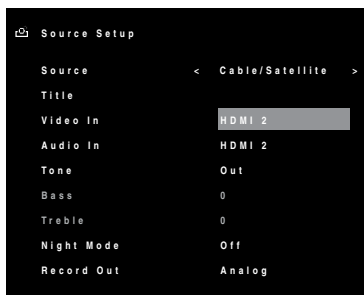 Source Setup
Source < Cable/Satellite >
Title
Video In HDMI 2
Audio In HDMI 2
Tone Out
Bass 0
Treble 0
Night Mode Off
Record Out Analog